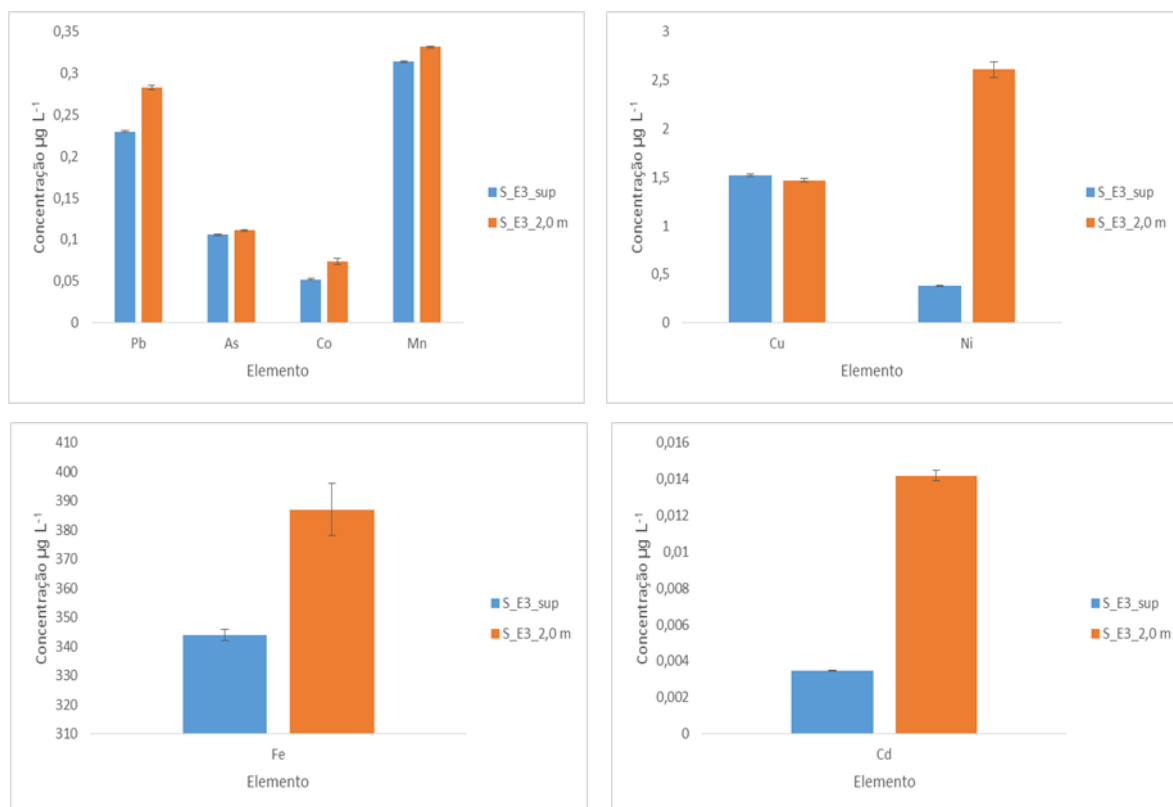 0,35
0,3
0,25
0,2
0,15
0,1
0,05
0
Concentração µg L-1
Pb As Co Mn
Elemento
S_E3_sup
S_E3_2,0 m
3
2,5
2
1,5
1
0,5
0
Concentração µg L-1
Cu Ni
Elemento
S_E3_sup
S_E3_2,0 m
410
400
390
380
370
360
350
340
330
320
310
Concentração µg L-1
Fe
Elemento
S_E3_sup
S_E3_2,0 m
0,016
0,014
0,012
0,01
0,008
0,006
0,004
0,002
0
Concentração µg L-1
Cd
Elemento
S_E3_sup
S_E3_2,0 m